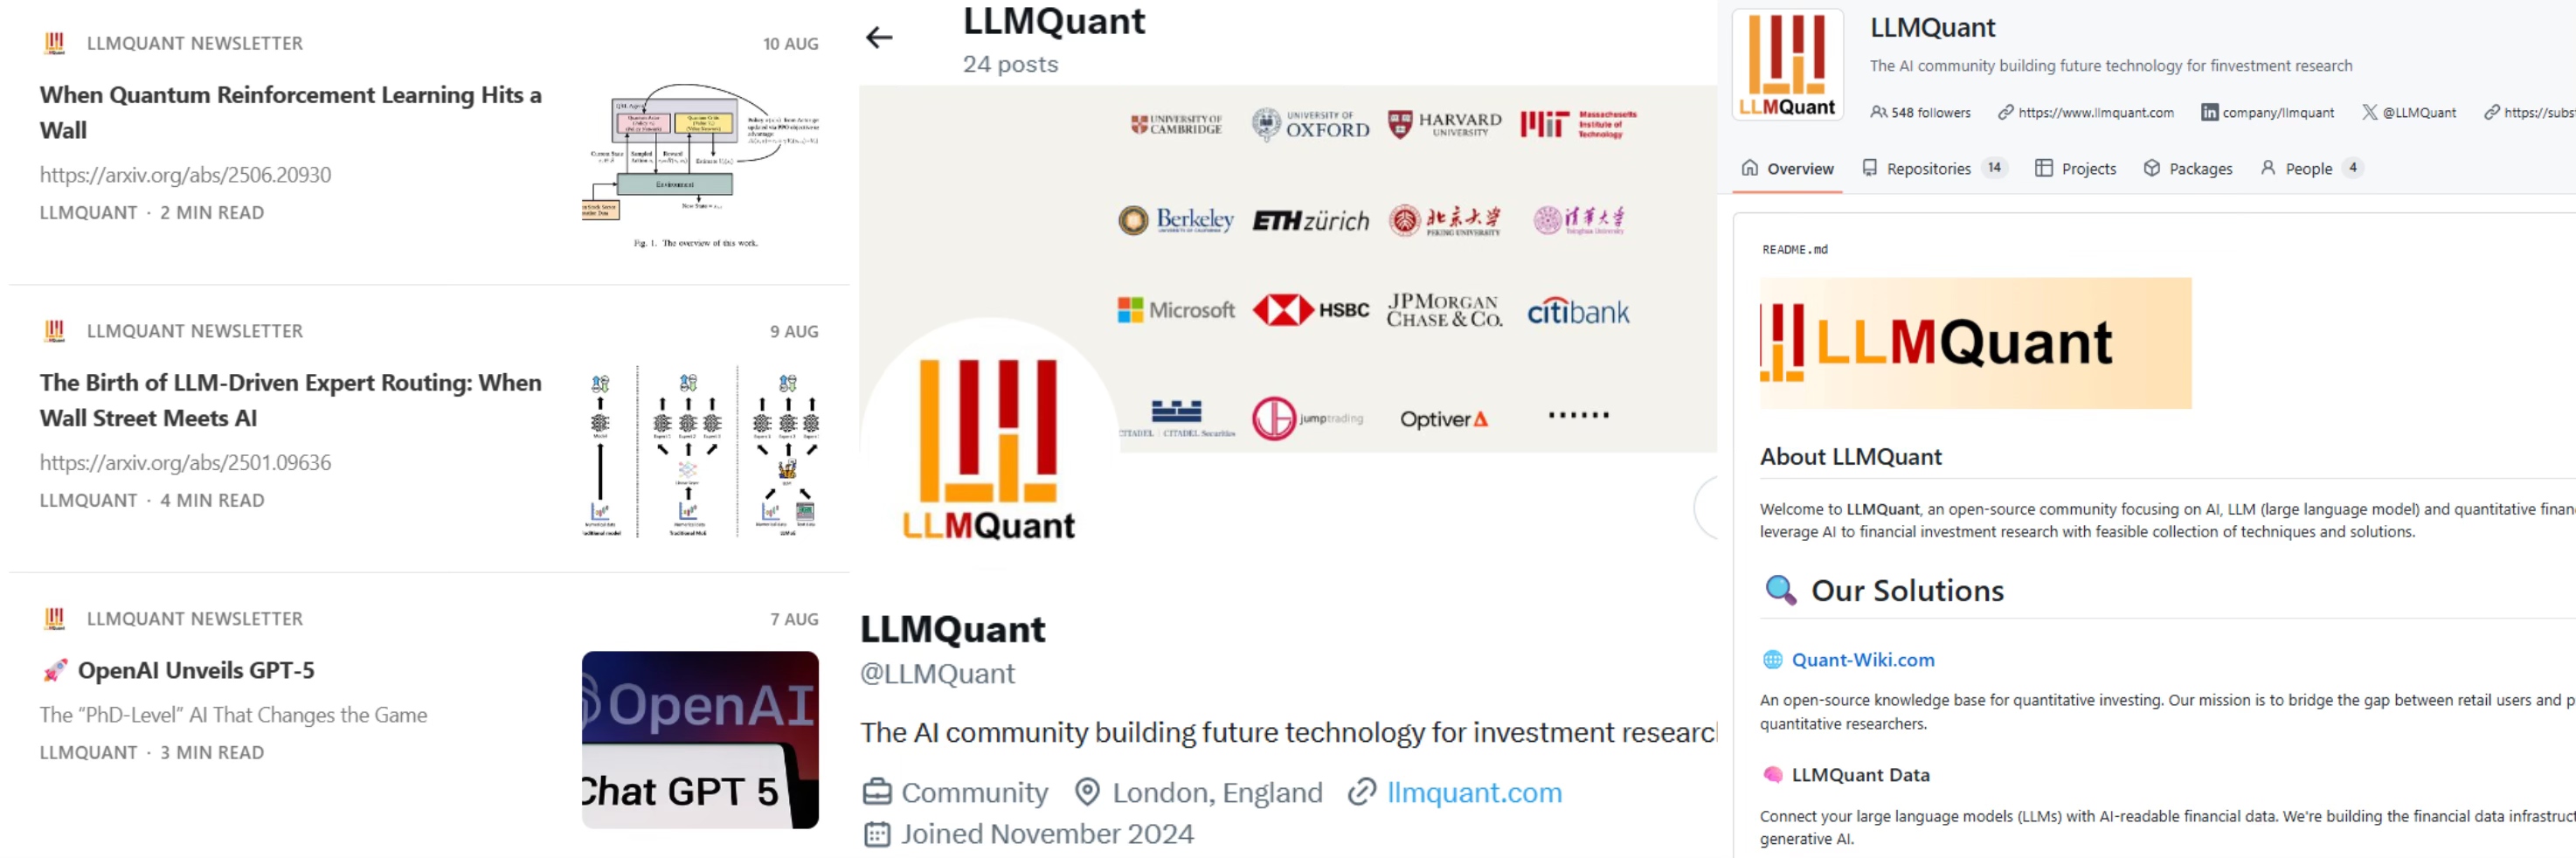 LLMQUANT NEWSLETTER
10 AUG
When Quantum Reinforcement Learning Hits a
Wall
https://arxiv.org/abs/2506.20930
LLMQUANT · 2 MIN READ
Environment
Fig. 1. The overview of this work.
LLMQUANT NEWSLETTER
9 AUG
The Birth of LLM-Driven Expert Routing: When
Wall Street Meets AI
https://arxiv.org/abs/2501.09636
LLMQUANT · 4 MIN READ
LLMQUANT NEWSLETTER
7 AUG
🚀 OpenAI Unveils GPT-5
The “PhD-Level” AI That Changes the Game
LLMQUANT · 3 MIN READ
OpenAI
Chat GPT 5
LLMQuant
24 posts
UNIVERSITY OF CAMBRIDGE
UNIVERSITY OF OXFORD
HARVARD UNIVERSITY
MIT Massachusetts Institute of Technology
Berkeley UNIVERSITY OF CALIFORNIA
ETH zürich
北京大学 PEKING UNIVERSITY
清华大学 Tsinghua University
Microsoft
HSBC
JPMORGAN CHASE & CO.
citibank
CITADEL | CITADEL Securities
jumptrading
Optiver
......
LLMQuant
LLMQuant
@LLMQuant
The AI community building future technology for investment researc
Community
London, England
llmquant.com
Joined November 2024
LLMQuant
LLMQuant
The AI community building future technology for finvestment research
548 followers
https://www.llmquant.com
company/llmquant
@LLMQuant
https://subst
Overview
Repositories 14
Projects
Packages
People 4
README.md
LLMQuant
About LLMQuant
Welcome to LLMQuant, an open-source community focusing on AI, LLM (large language model) and quantitative finan
leverage AI to financial investment research with feasible collection of techniques and solutions.
🔍 Our Solutions
🌐 Quant-Wiki.com
An open-source knowledge base for quantitative investing. Our mission is to bridge the gap between retail users and p
quantitative researchers.
🧠 LLMQuant Data
Connect your large language models (LLMs) with AI-readable financial data. We're building the financial data infrastruct
generative AI.